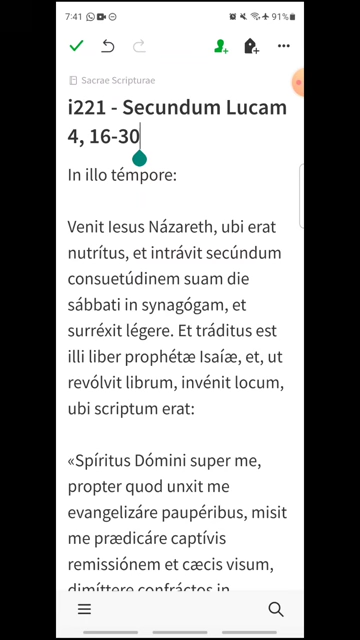 7:41
91%
Sacrae Scripturae
i221 - Secundum Lucam
4, 16-30
In illo témpore:
Venit Iesus Názareth, ubi erat
nutrítus, et intrávit secúndum
consuetúdinem suam die
sábbati in synagógam, et
surréxit légere. Et tráditus est
illi liber prophétæ Isaíæ, et, ut
revólvit librum, invénit locum,
ubi scriptum erat:
«Spíritus Dómini super me,
propter quod unxit me
evangelizáre paupéribus, misit
me prædicáre captívis
remissiónem et cæcis visum,
dimíttere confráctos in